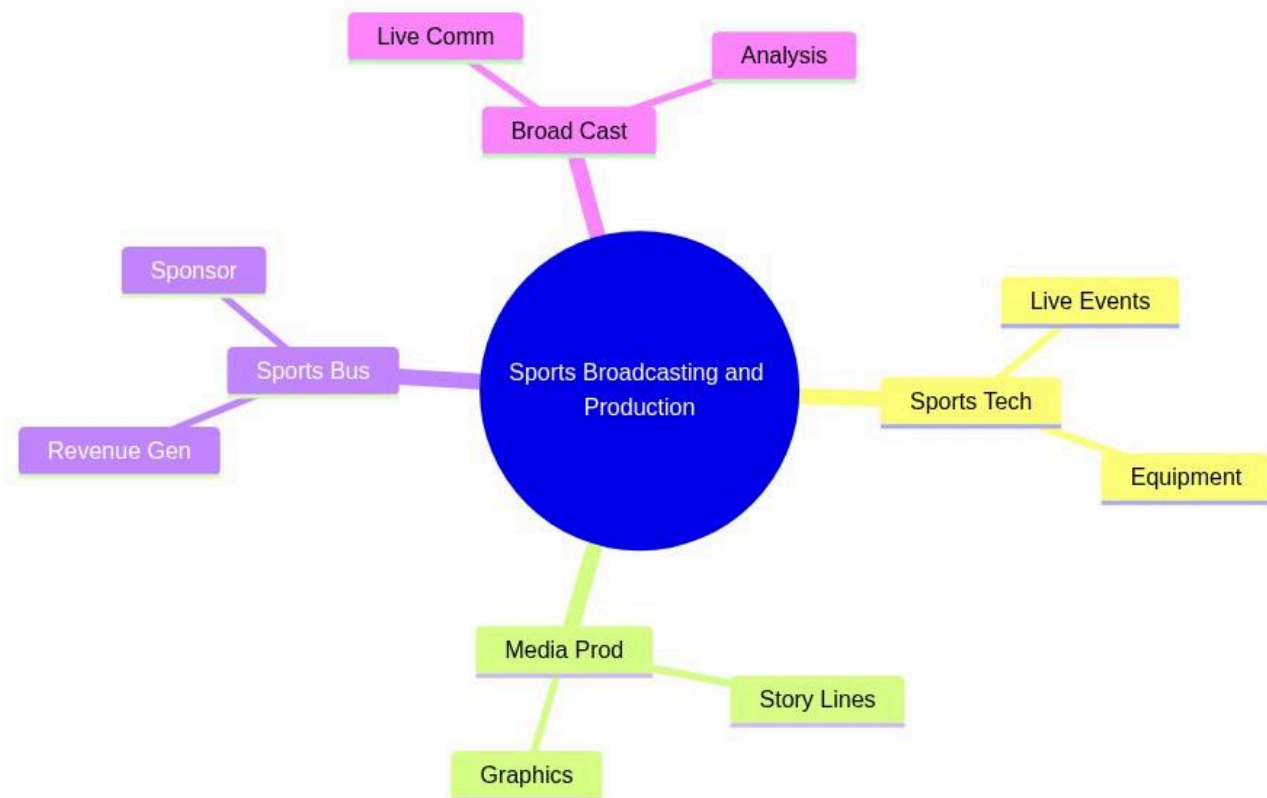 Live Comm
Analysis
Broad Cast
Sponsor
Live Events
Sports Bus
Sports Broadcasting and
Production
Sports Tech
Revenue Gen
Equipment
Media Prod
Story Lines
Graphics